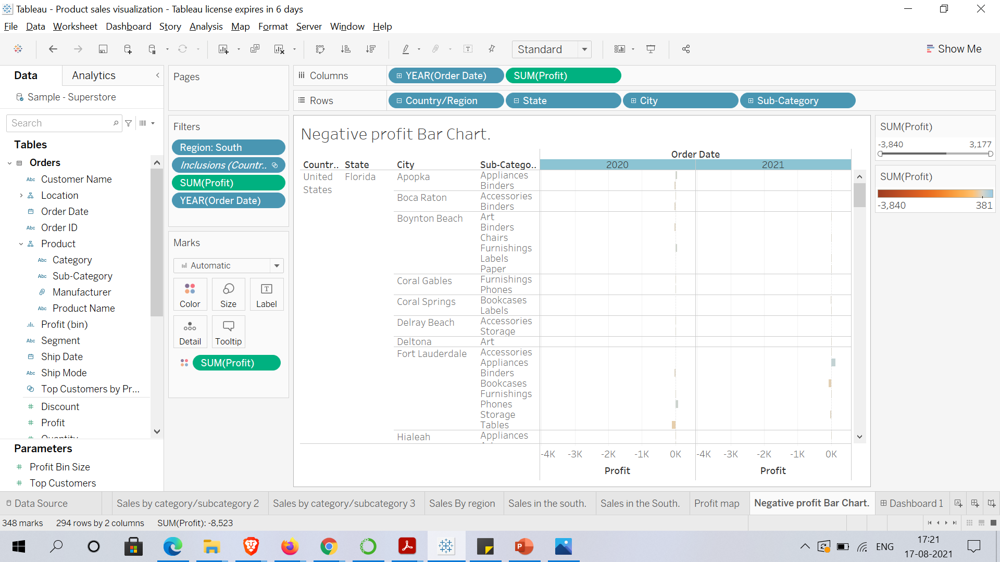 Tableau - Product sales visualization - Tableau license expires in 6 days
File Data Worksheet Dashboard Story Analysis Map Format Server Window Help
Standard
Show Me
Data Analytics
Sample - Superstore
Search
Tables
Orders
Abc Customer Name
Location
Order Date
Abc Order ID
Product
Abc Category
Abc Sub-Category
Manufacturer
Abc Product Name
Profit (bin)
Abc Segment
Ship Date
Abc Ship Mode
Top Customers by Pr...
# Discount
# Profit
Parameters
# Profit Bin Size
# Top Customers
Pages
Filters
Region: South
Inclusions (Countr..
SUM(Profit)
YEAR(Order Date)
Marks
Automatic
Color Size Label
Detail Tooltip
SUM(Profit)
Columns YEAR(Order Date) SUM(Profit)
Rows Country/Region State City Sub-Category
Negative profit Bar Chart.
Order Date
Countr.. State City Sub-Catego.. 2020 2021
United States Florida Apopka Appliances
Binders
Boca Raton Accessories
Binders
Boynton Beach Art
Binders
Chairs
Furnishings
Labels
Paper
Coral Gables Furnishings
Phones
Coral Springs Bookcases
Labels
Delray Beach Accessories
Storage
Deltona Art
Fort Lauderdale Accessories
Appliances
Binders
Bookcases
Furnishings
Phones
Storage
Tables
Hialeah Appliances
-4K -3K -2K -1K 0K -4K -3K -2K -1K 0K
Profit Profit
SUM(Profit)
-3,840 3,177
SUM(Profit)
-3,840 381
Data Source Sales by category/subcategory 2 Sales by category/subcategory 3 Sales By region Sales in the south. Sales in the South. Profit map Negative profit Bar Chart. Dashboard 1
348 marks 294 rows by 2 columns SUM(Profit): -8,523
ENG
17:21
17-08-2021